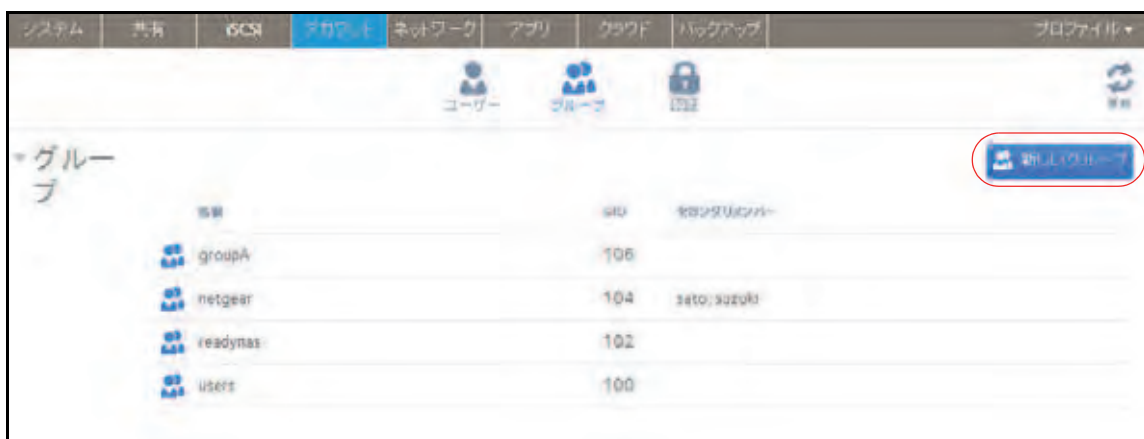 システム 共有 iSCSI アカウント ネットワーク アプリ クラウド バックアップ プロファイル▾
ユーザー グループ 認証 更新
グループ
新しいグループ
名前 GID セカンダリメンバー
groupA 106
netgear 104 sato, suzuki
readynas 102
users 100